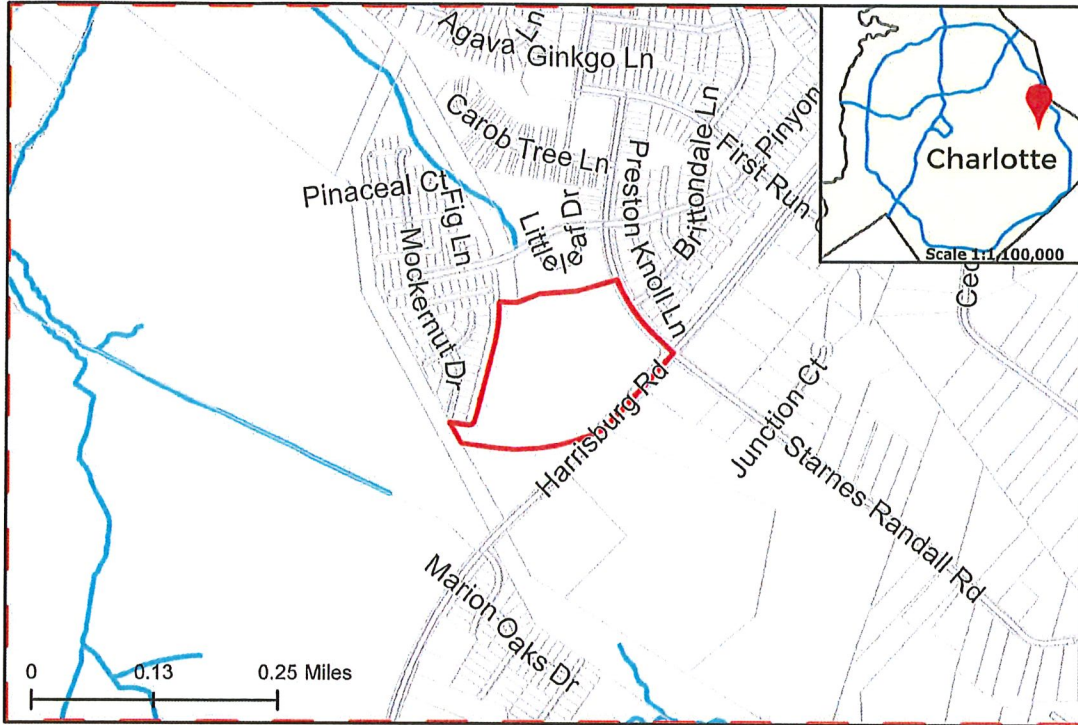 Agava Ln
Ginkgo Ln
Carob Tree Ln
Pinaceal Ct
Fig Ln
Mockernut Dr
Little
leaf Dr
Preston Knoll Ln
Brittondale Ln
First Run
Pinyon
Charlotte
Scale 1:1,100,000
Harrisburg Rd
Junction Ct
Starnes Randall Rd
Marion Oaks Dr
0 0.13 0.25 Miles